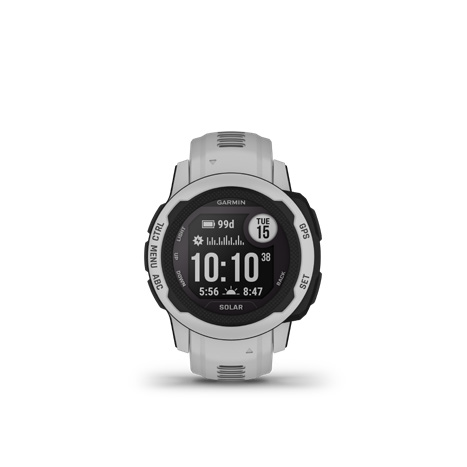 GARMIN
99d
TUE
15
10:10 38
5:56 8:47
SOLAR
LIGHT
UP
DOWN
BACK
CTRL
MENU
ABC
GPS
SET